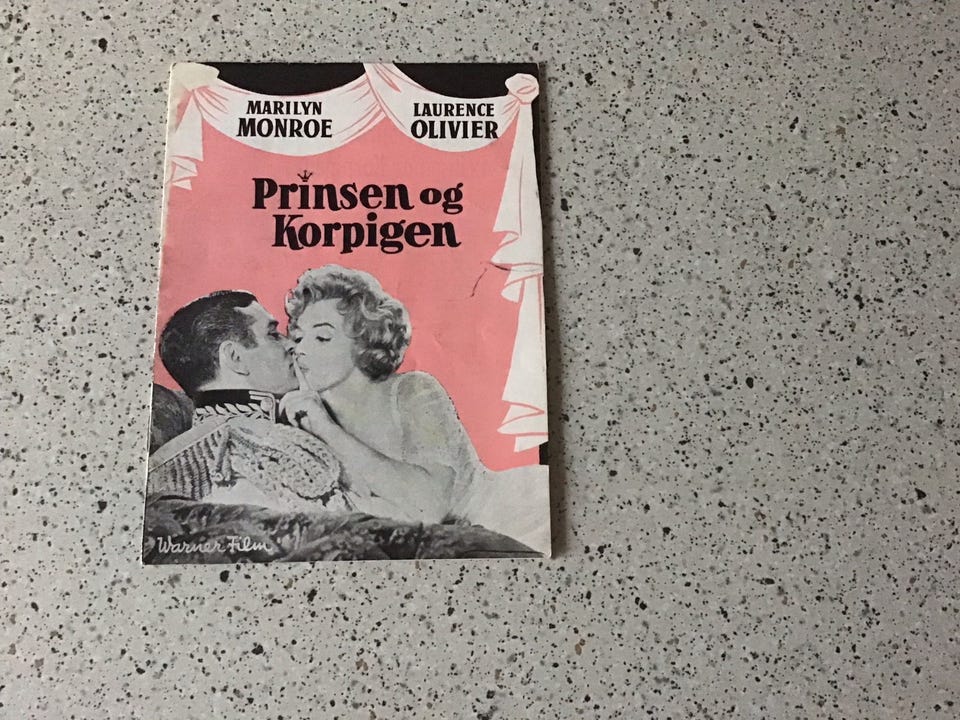 MARILYN
MONROE
LAURENCE
OLIVIER
Prinsen og
Korpigen
Warner Film